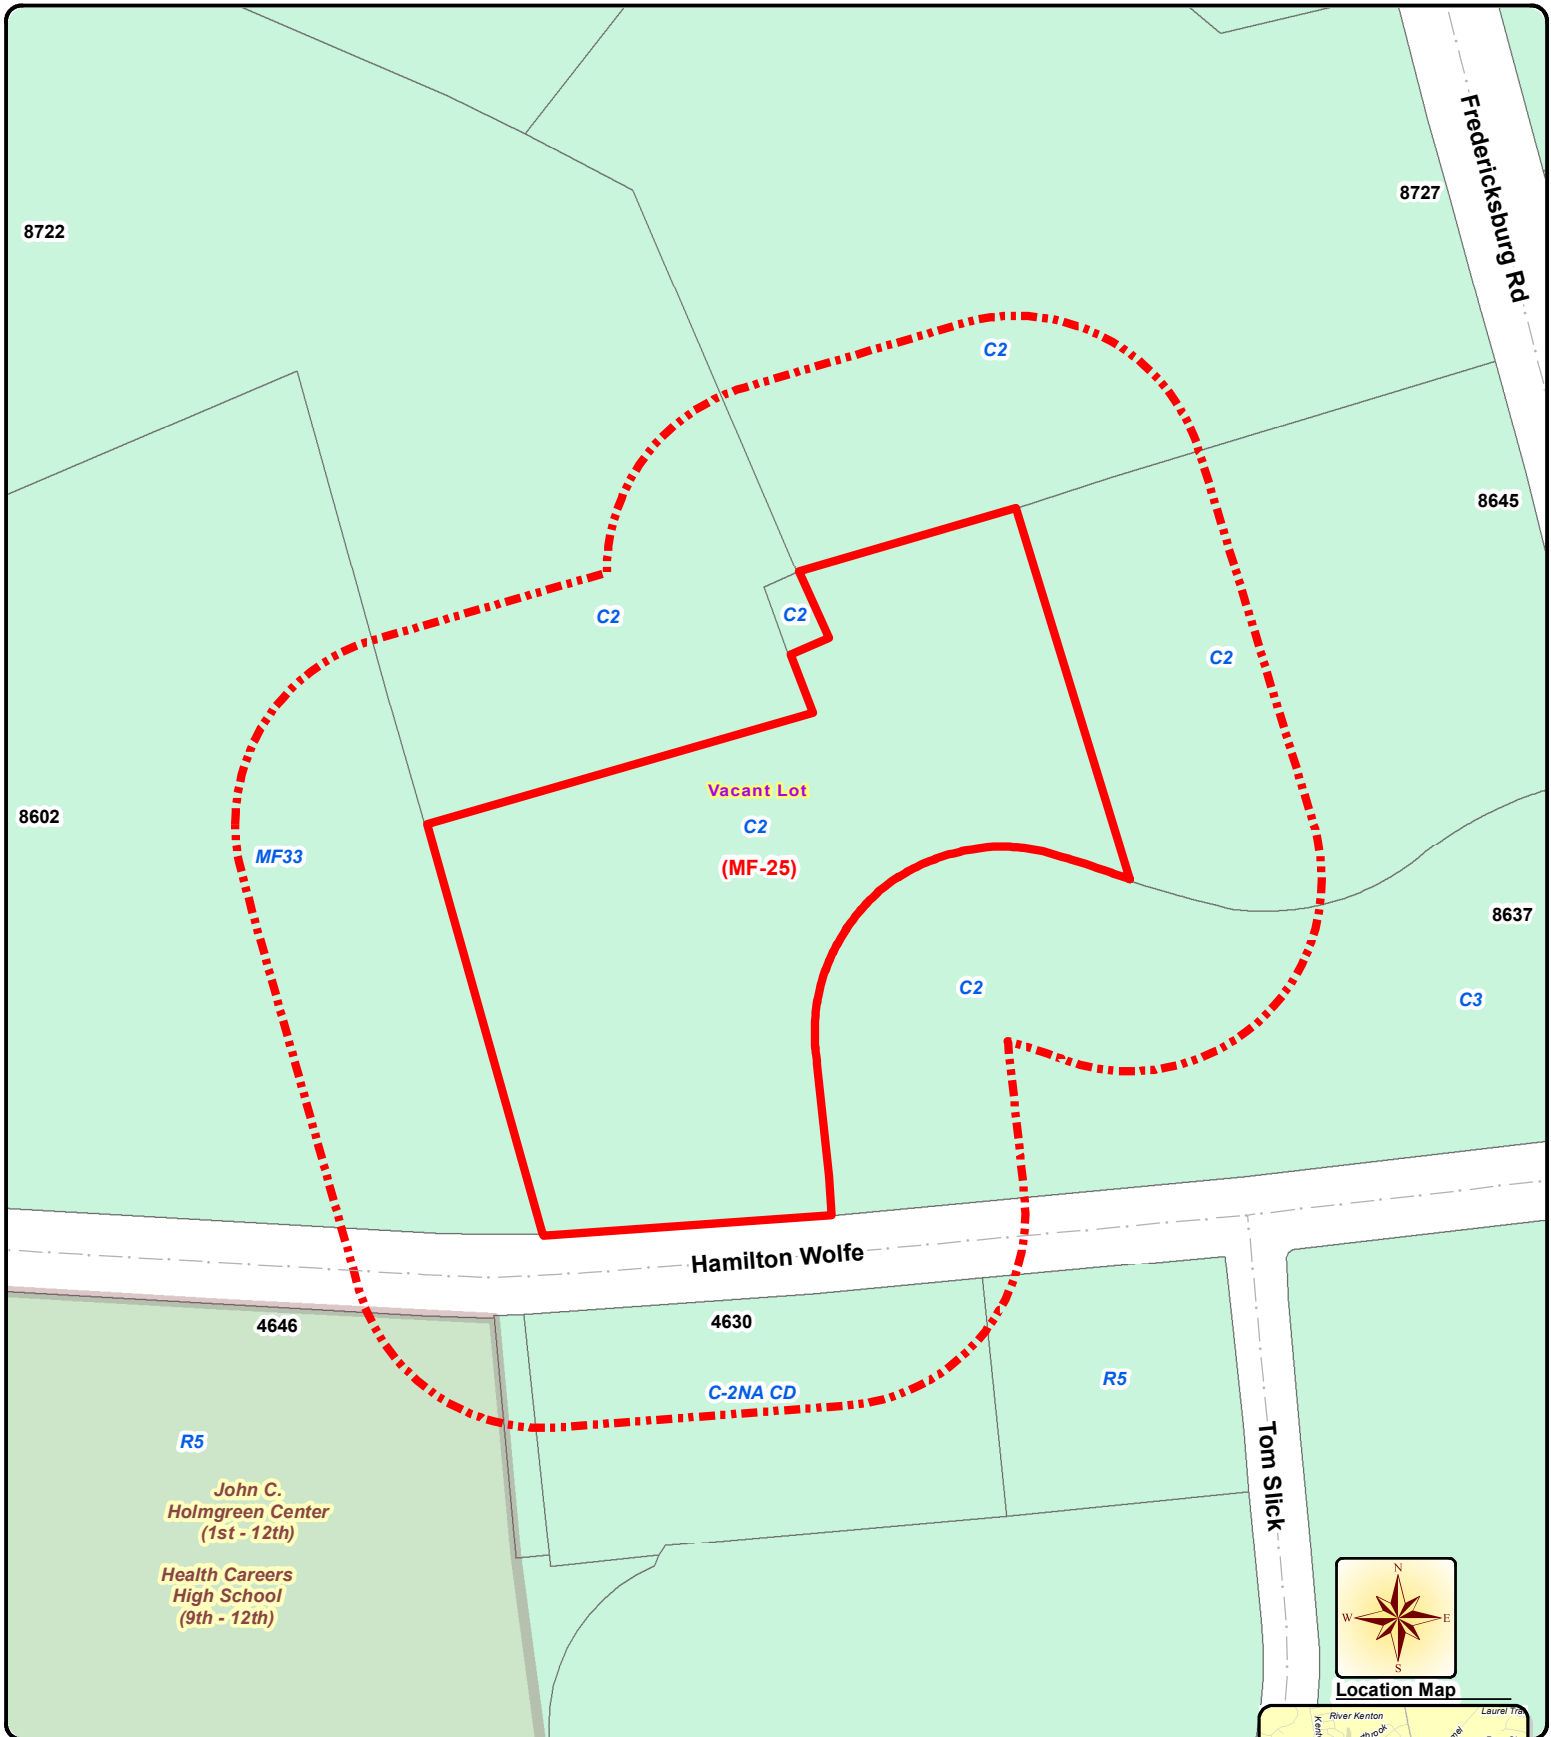 Fredericksburg Rd
8727
8722
C2
8645
C2
C2
C2
Vacant Lot
8602
C2
MF33
(MF-25)
8637
C2
C3
Hamilton Wolfe
4646
4630
R5
C-2NA CD
R5
Tom Slick
John C.
Holmgreen Center
(1st - 12th)
Health Careers
High School
(9th - 12th)
N
W
E
S
Location Map
River Kenton